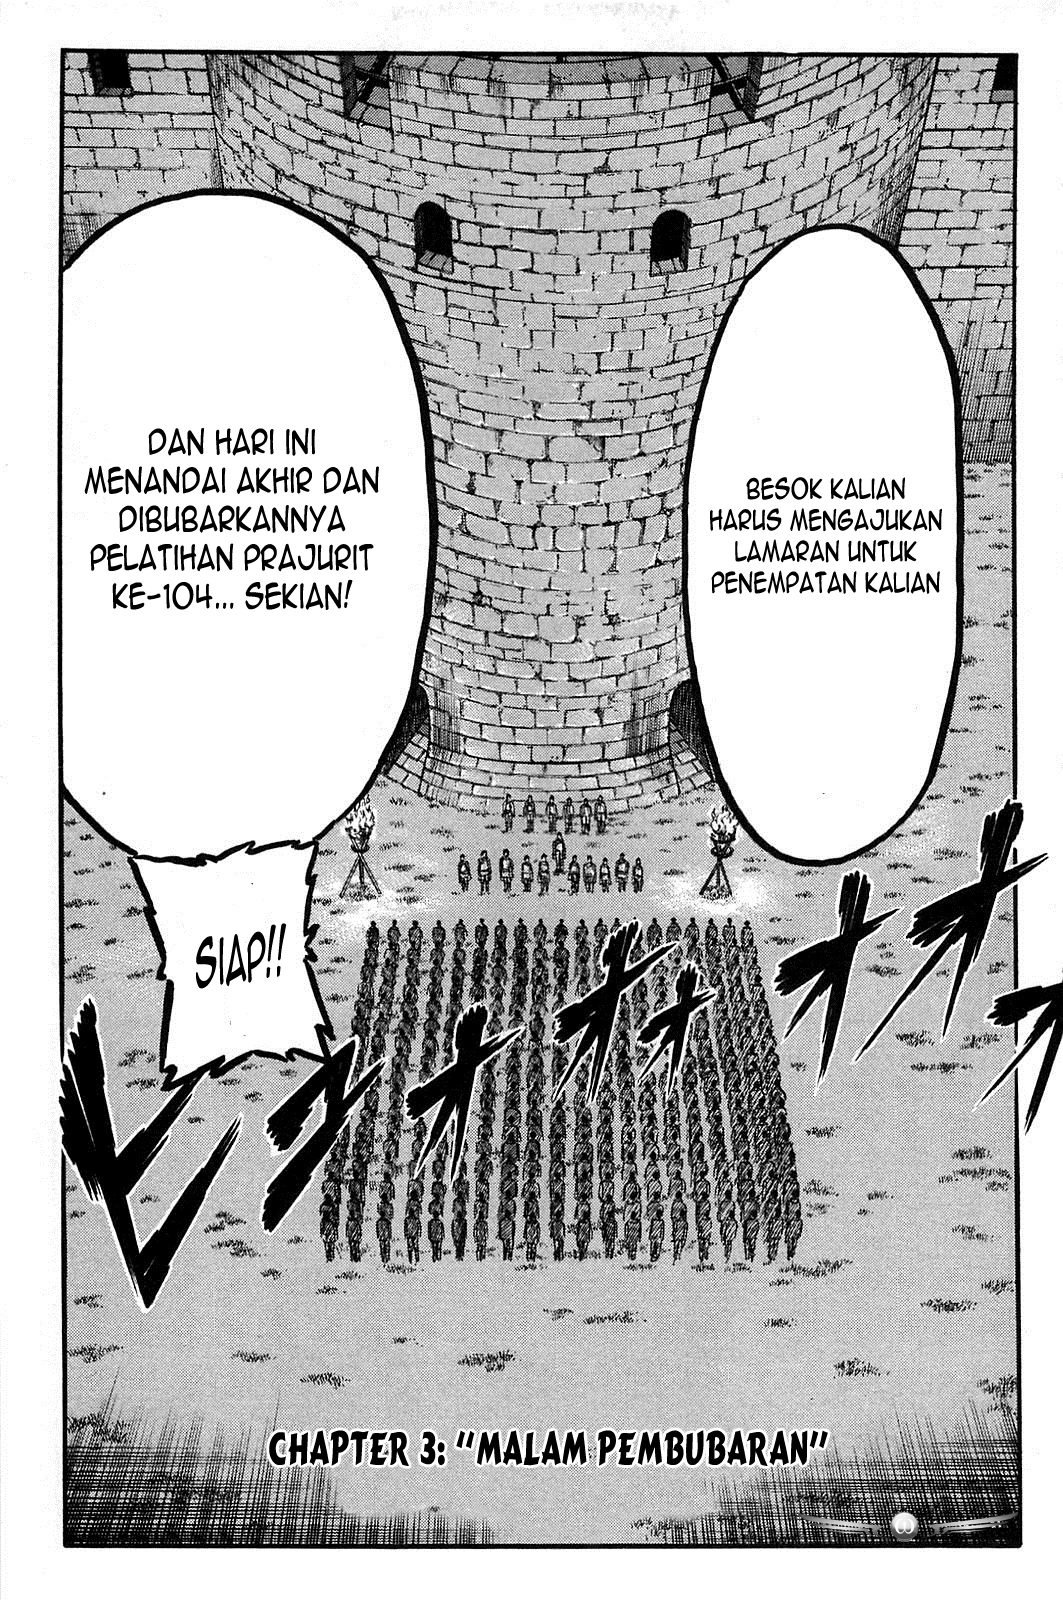 BESOK KALIAN
HARUS MENGAJUKAN
LAMARAN UNTUK
PENEMPATAN KALIAN
DAN HARI INI
MENANDAI AKHIR DAN
DIBUBARKANNYA
PELATIHAN PRAJURIT
KE-104... SEKIAN!
SIAP!!
CHAPTER 3: "MALAM PEMBUBARAN"